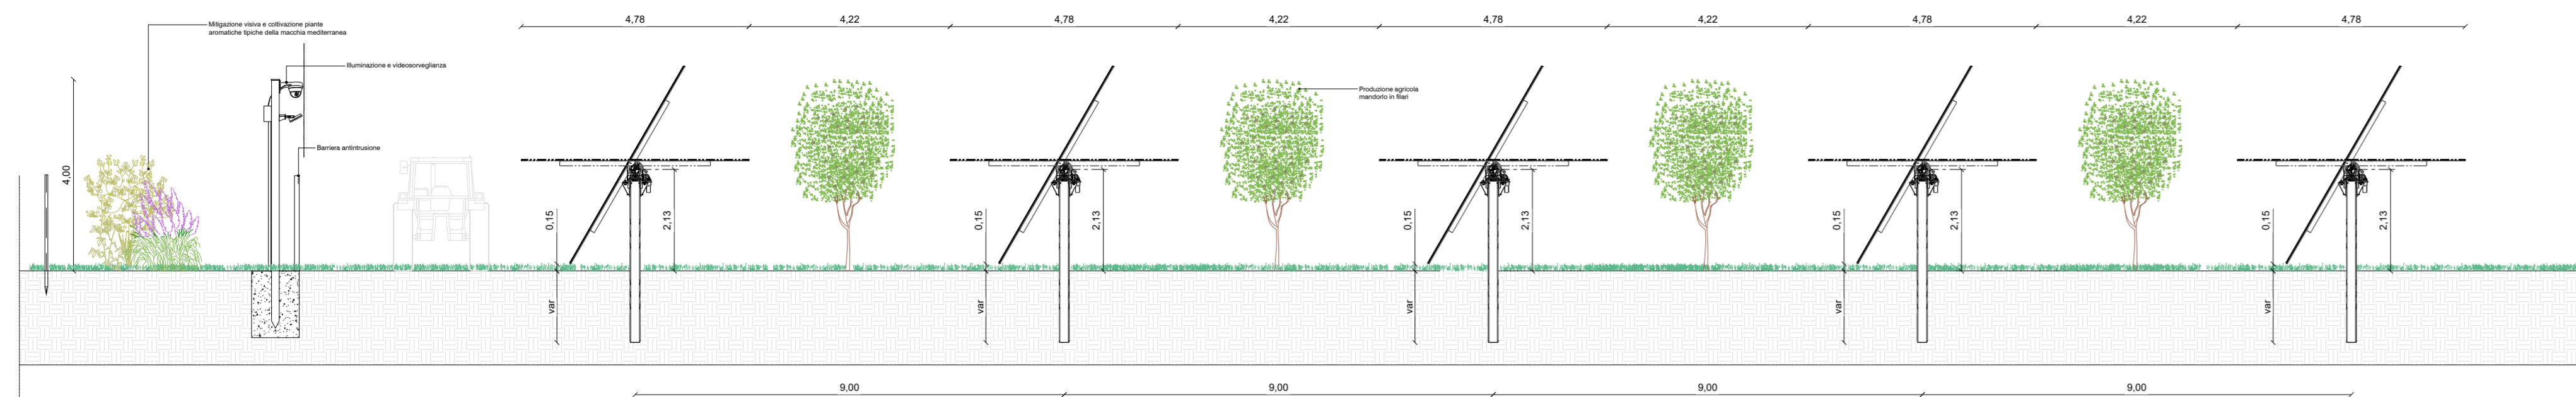 4,78
4,22
4,78
4,22
4,78
4,22
4,78
4,22
4,78
Mitigazione visiva e coltivazione piante
aromatiche tipiche della macchia mediterranea
Illuminazione e videosorveglianza
Produzione agricola
mandorlo in filari
Barriera antintrusione
4,00
0,15
2,13
0,15
2,13
0,15
2,13
0,15
2,13
0,15
2,13
var
var
var
var
var
9,00
9,00
9,00
9,00